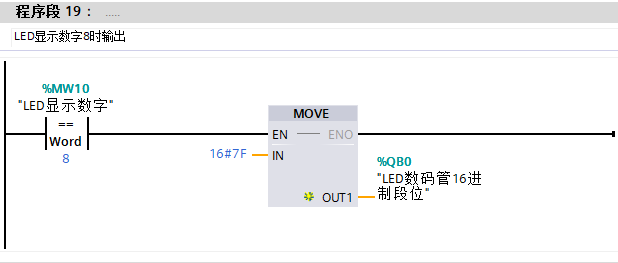 程序段 19： .....
LED显示数字8时输出
%MW10
"LED显示数字"
==
Word
8
MOVE
EN
ENO
16#7F
IN
%QB0
"LED数码管16进
制段位"
OUT1